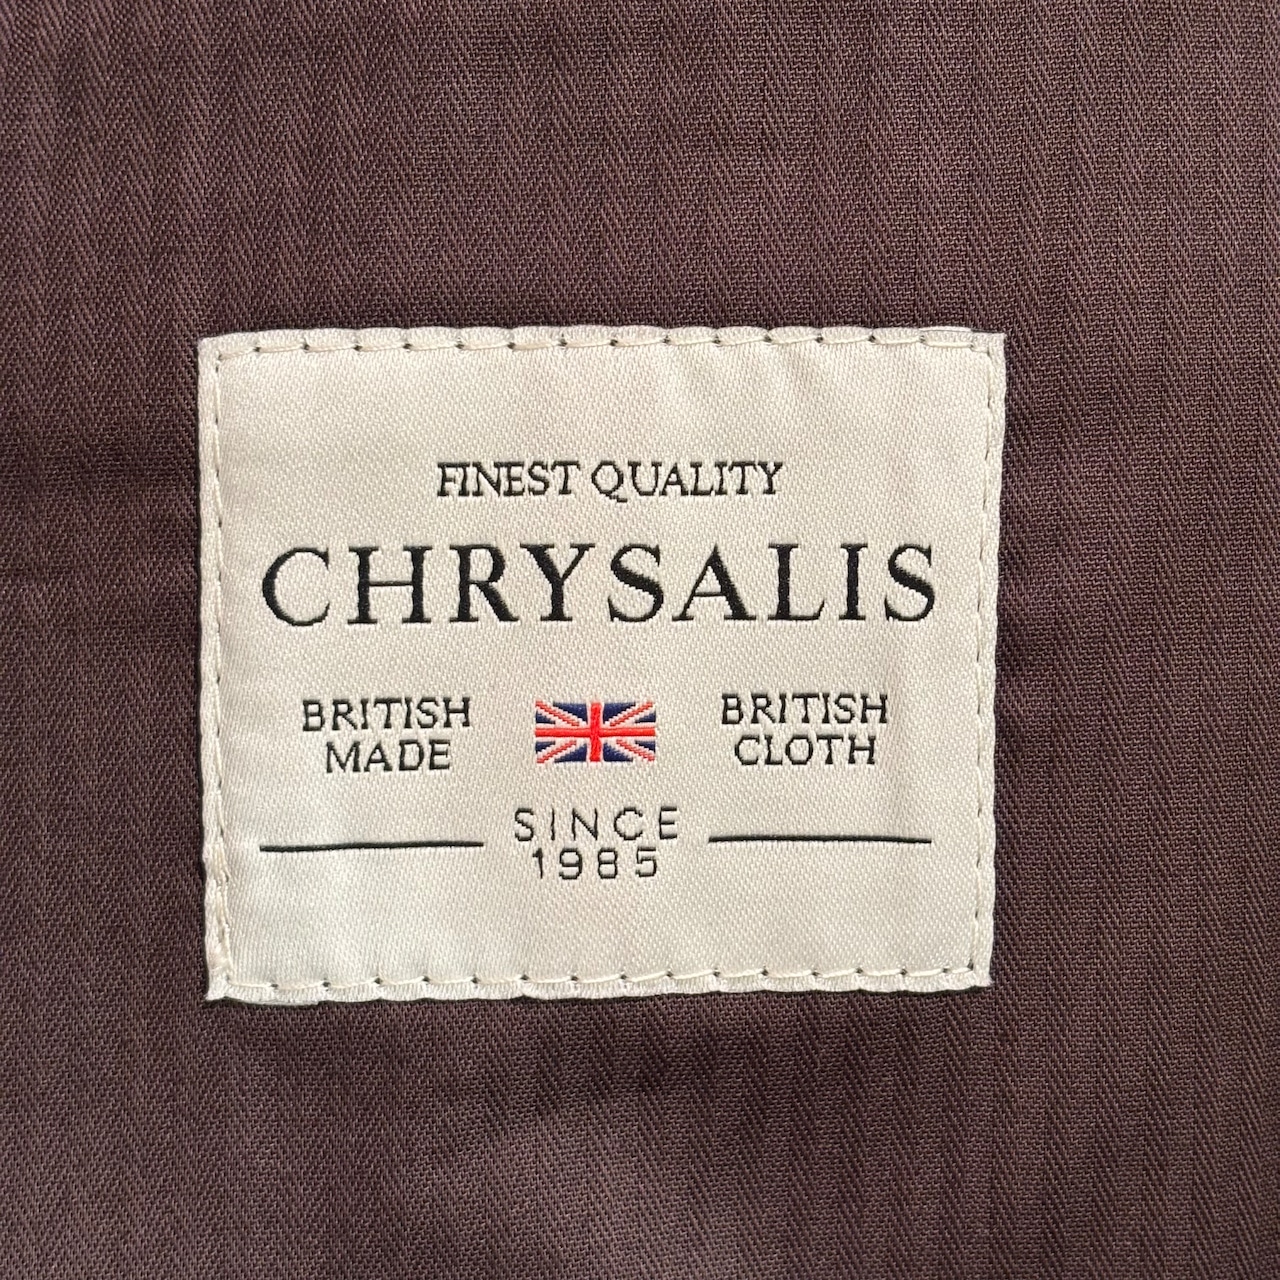 FINEST QUALITY
CHRYSALIS
BRITISH
MADE
BRITISH
CLOTH
SINCE
1985